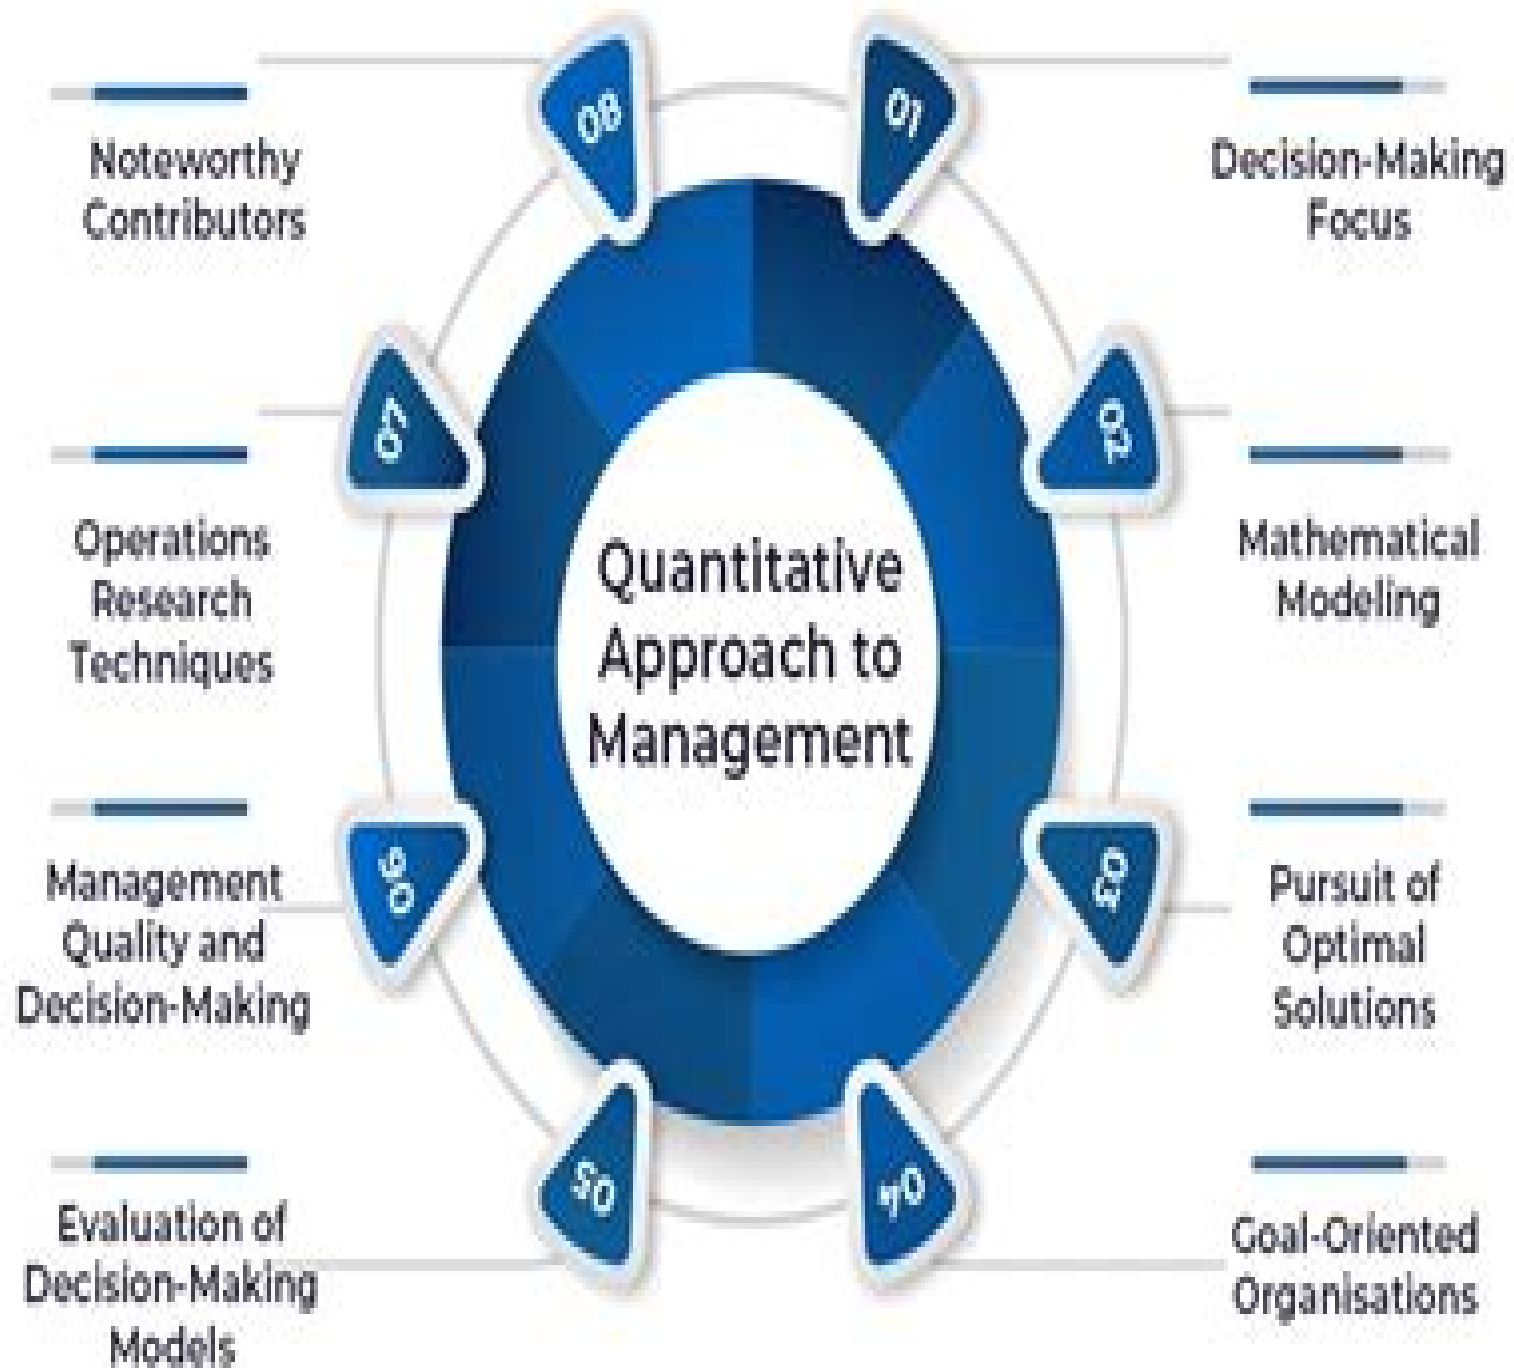 Quantitative
Approach to
Management
01
Decision-Making
Focus
02
Mathematical
Modeling
03
Pursuit of
Optimal
Solutions
04
Goal-Oriented
Organisations
05
Evaluation of
Decision-Making
Models
06
Management
Quality and
Decision-Making
07
Operations
Research
Techniques
08
Noteworthy
Contributors